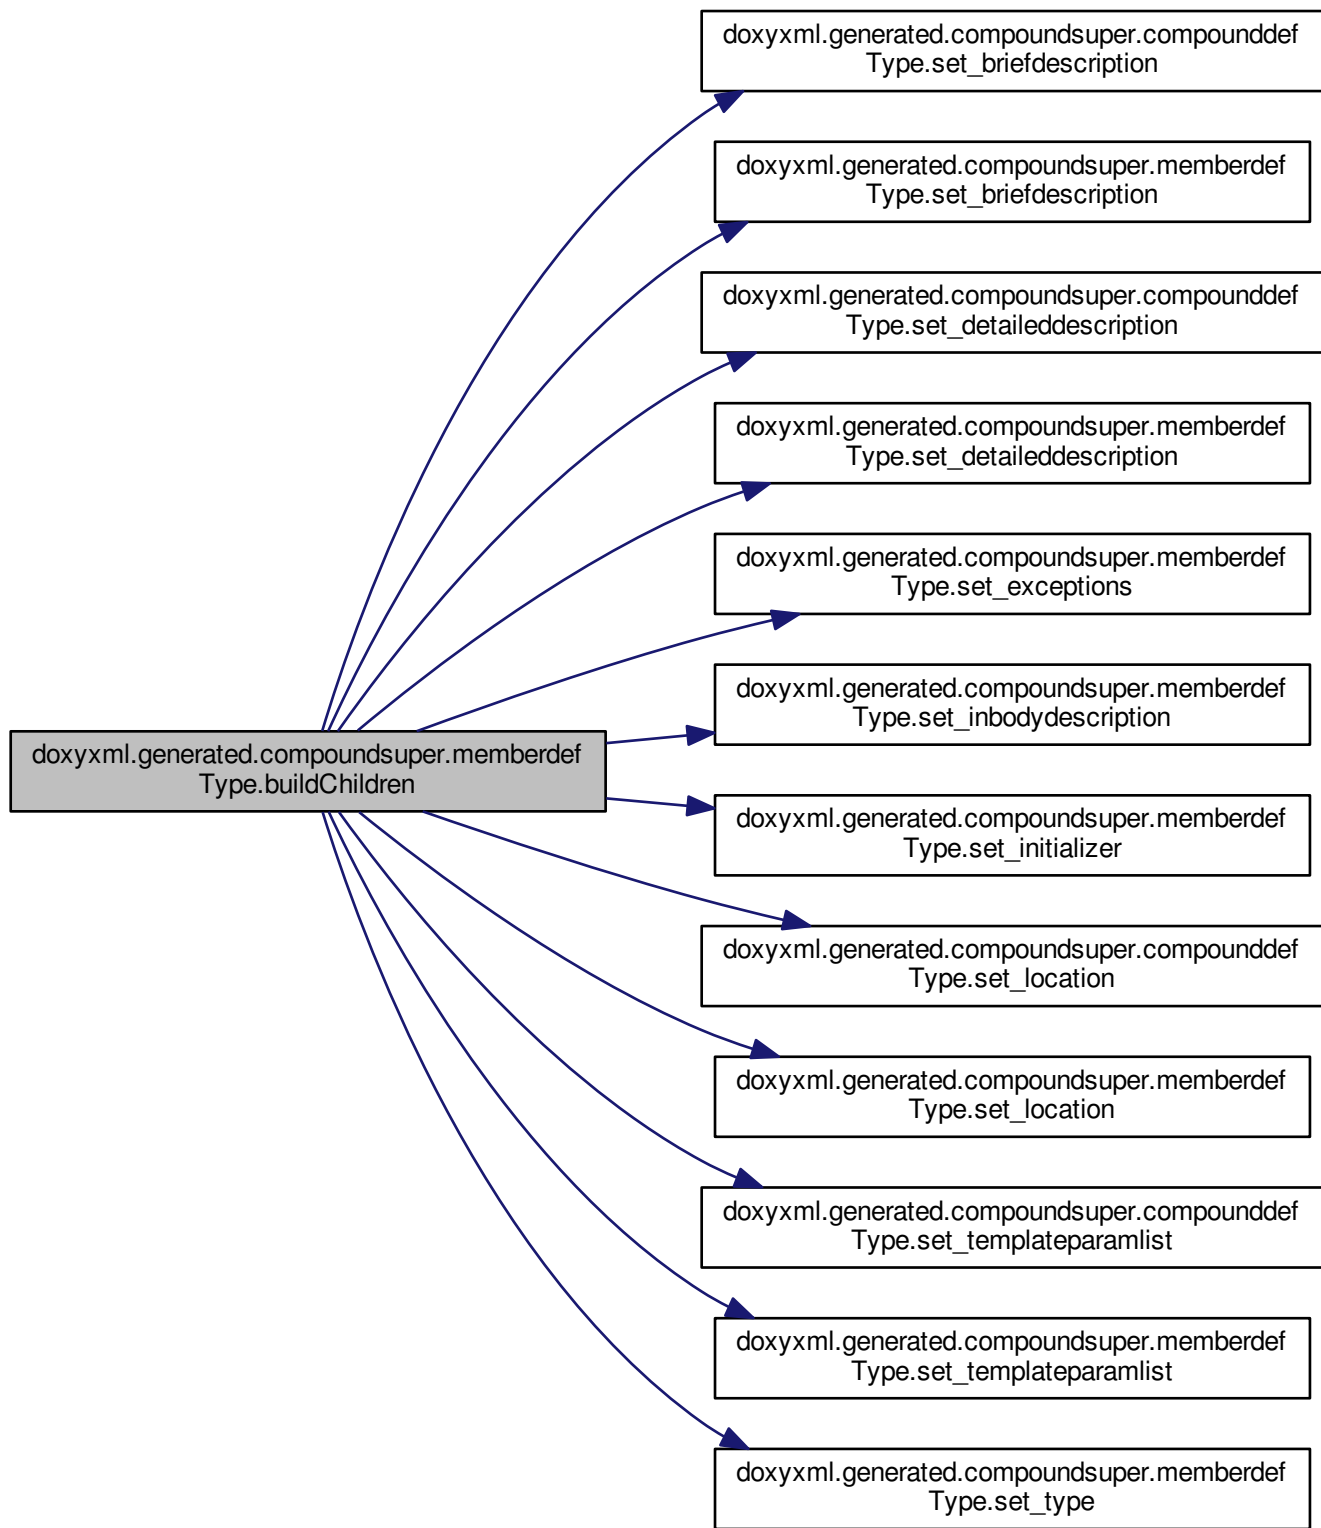 doxyxml.generated.compoundsuper.compounddef
Type.set_briefdescription
doxyxml.generated.compoundsuper.memberdef
Type.set_briefdescription
doxyxml.generated.compoundsuper.compounddef
Type.set_detaileddescription
doxyxml.generated.compoundsuper.memberdef
Type.set_detaileddescription
doxyxml.generated.compoundsuper.memberdef
Type.set_exceptions
doxyxml.generated.compoundsuper.memberdef
Type.set_inbodydescription
doxyxml.generated.compoundsuper.memberdef
Type.buildChildren
doxyxml.generated.compoundsuper.memberdef
Type.set_initializer
doxyxml.generated.compoundsuper.compounddef
Type.set_location
doxyxml.generated.compoundsuper.memberdef
Type.set_location
doxyxml.generated.compoundsuper.compounddef
Type.set_templateparamlist
doxyxml.generated.compoundsuper.memberdef
Type.set_templateparamlist
doxyxml.generated.compoundsuper.memberdef
Type.set_type